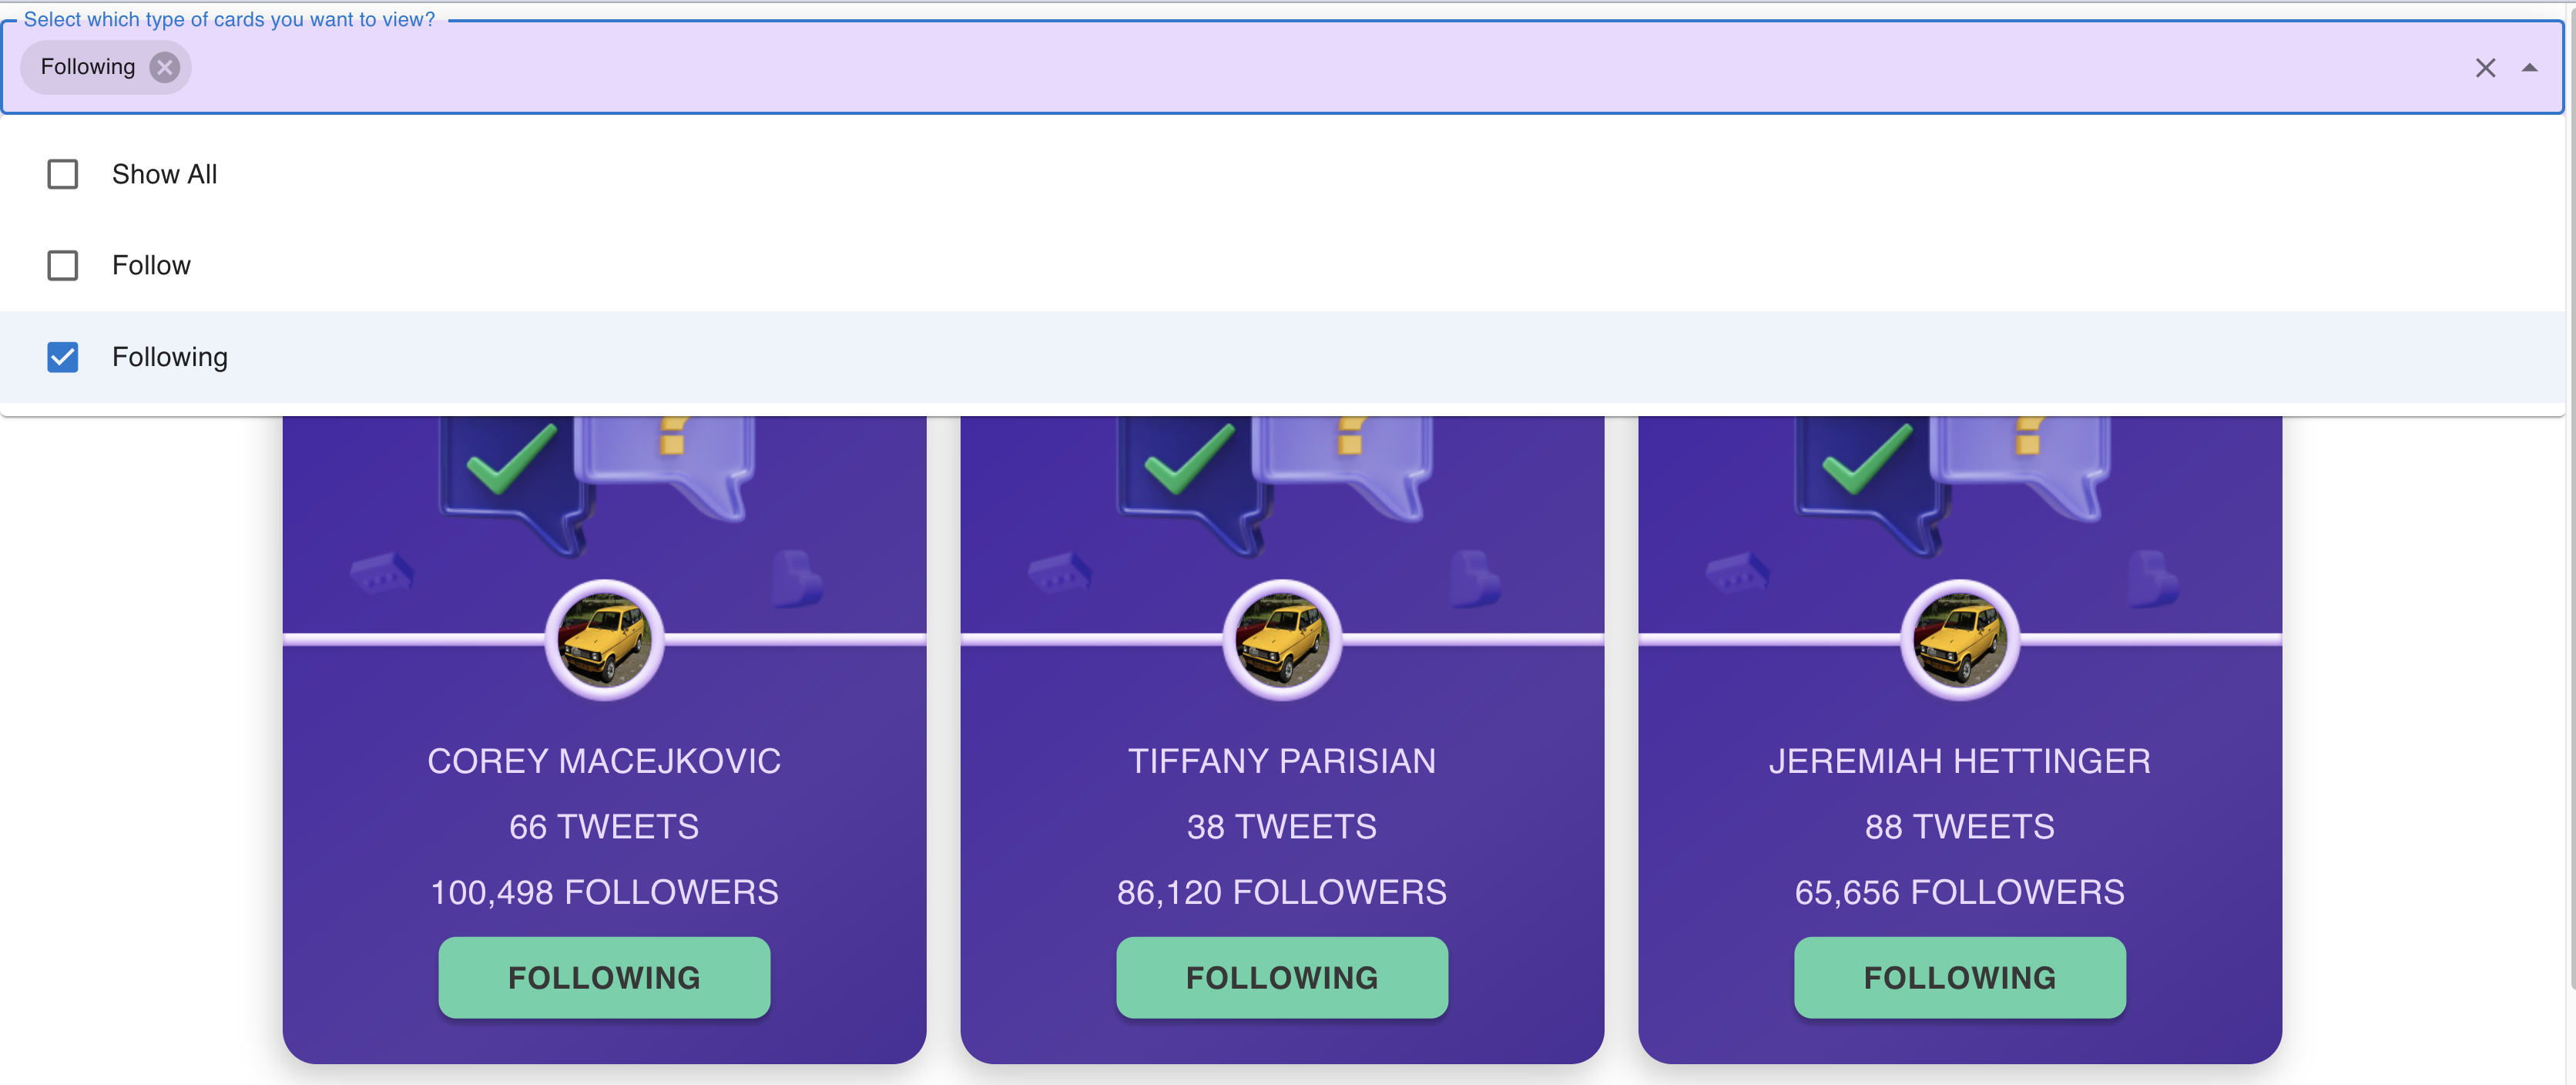 Select which type of cards you want to view?
Following
Show All
Follow
Following
COREY MACEJKOVIC
66 TWEETS
100,498 FOLLOWERS
FOLLOWING
TIFFANY PARISIAN
38 TWEETS
86,120 FOLLOWERS
FOLLOWING
JEREMIAH HETTINGER
88 TWEETS
65,656 FOLLOWERS
FOLLOWING